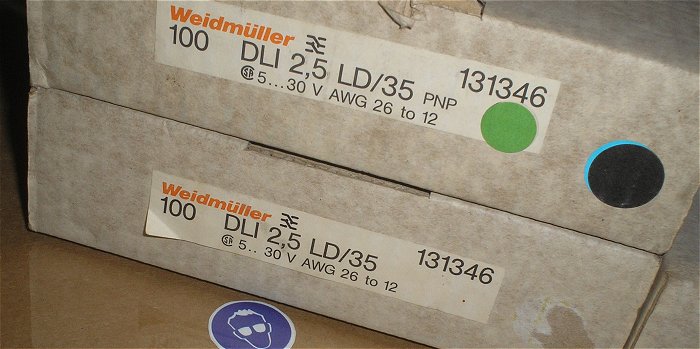 Weidmüller
100 DLI 2,5 LD/35 PNP 131346
5...30 V AWG 26 to 12
Weidmüller
100 DLI 2,5 LD/35 131346
5.. 30 V AWG 26 to 12